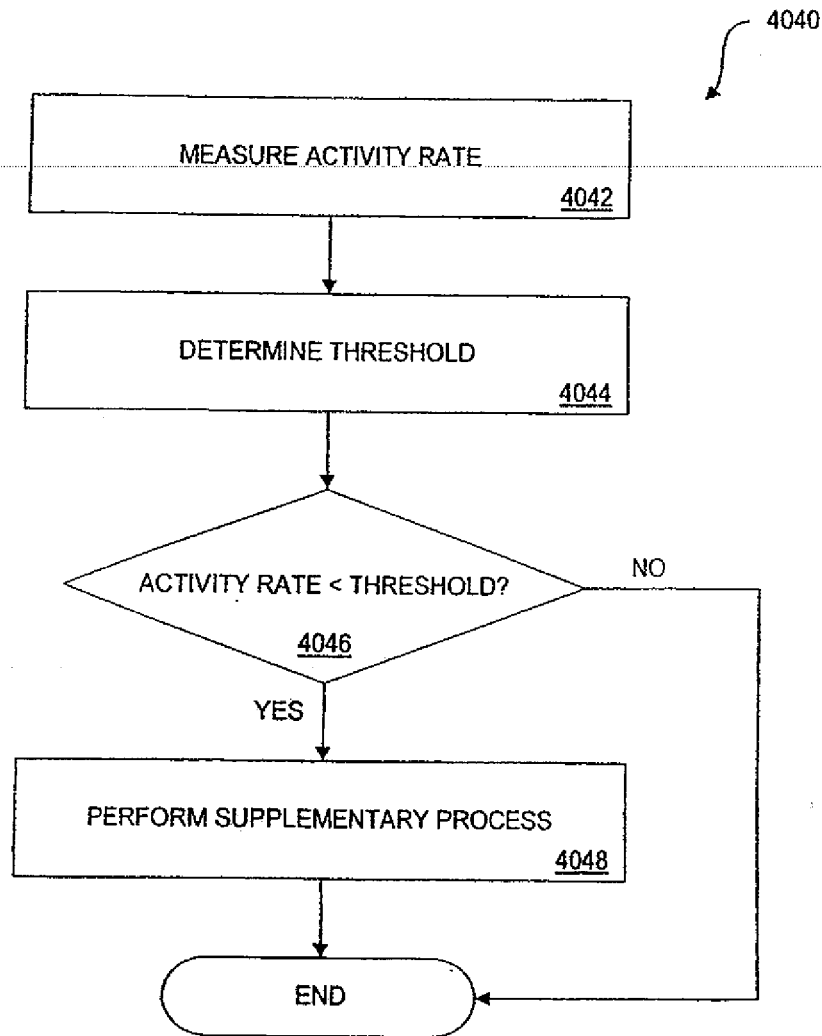 4040
MEASURE ACTIVITY RATE
4042
DETERMINE THRESHOLD
4044
ACTIVITY RATE < THRESHOLD?
4046
NO
YES
PERFORM SUPPLEMENTARY PROCESS
4048
END